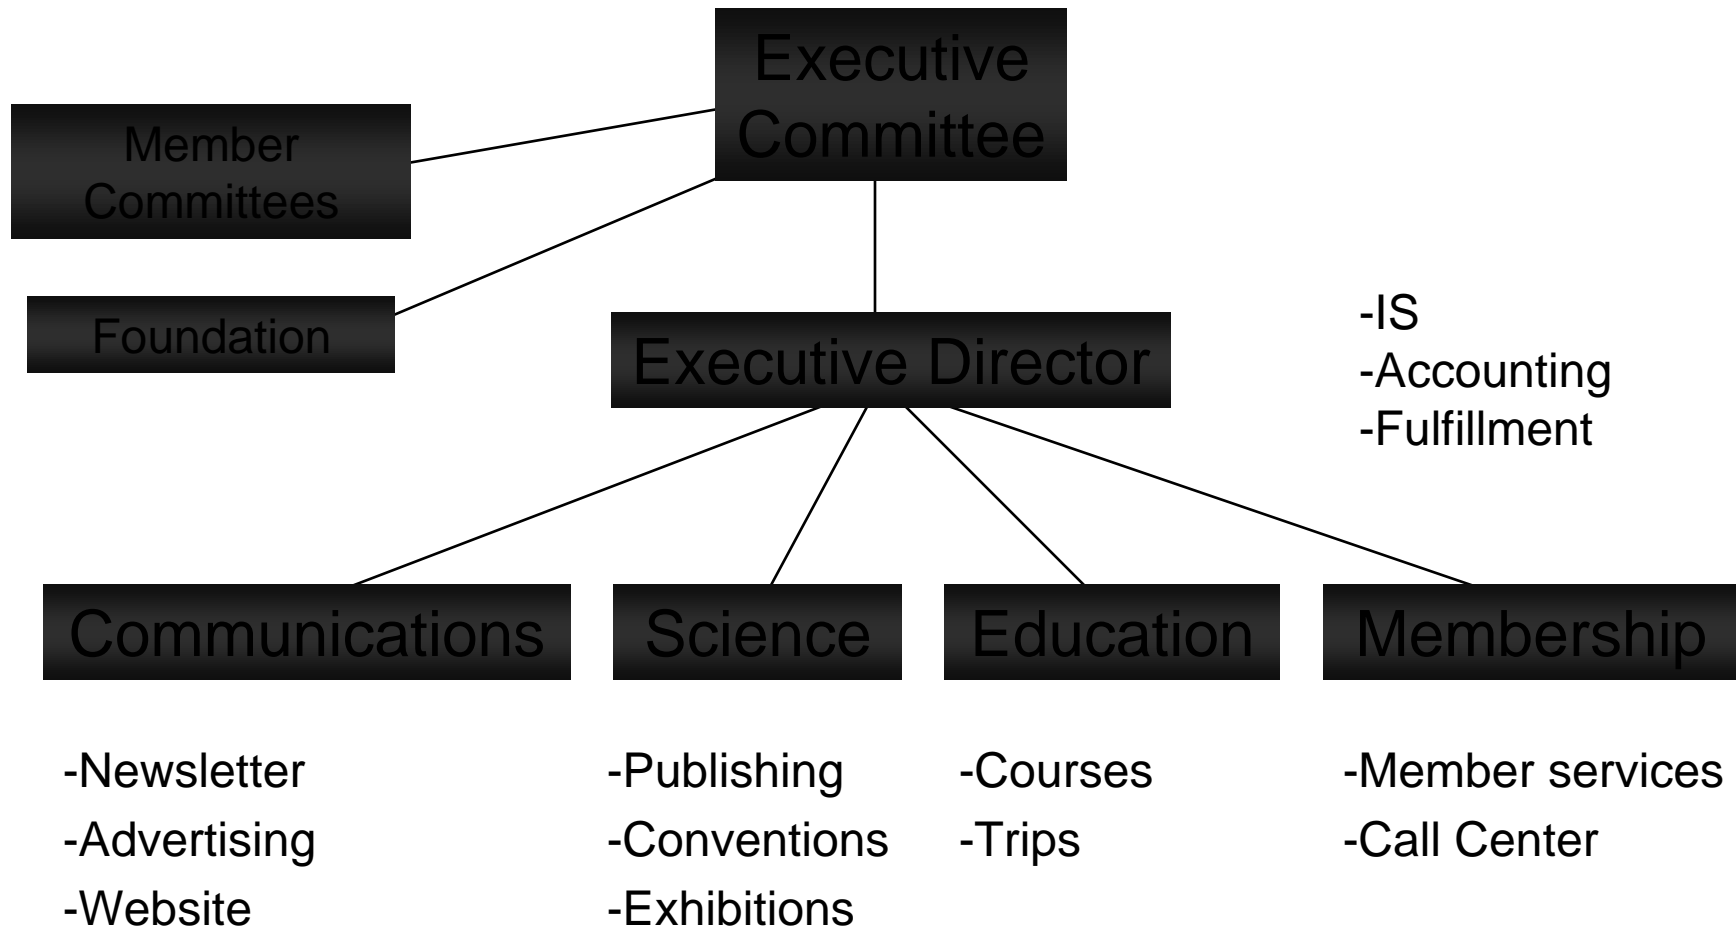 Executive
Committee
Member
Committees
Foundation
Executive Director
-IS
-Accounting
-Fulfillment
Communications
Science
Education
Membership
-Newsletter
-Advertising
-Website
-Publishing
-Conventions
-Exhibitions
-Courses
-Trips
-Member services
-Call Center